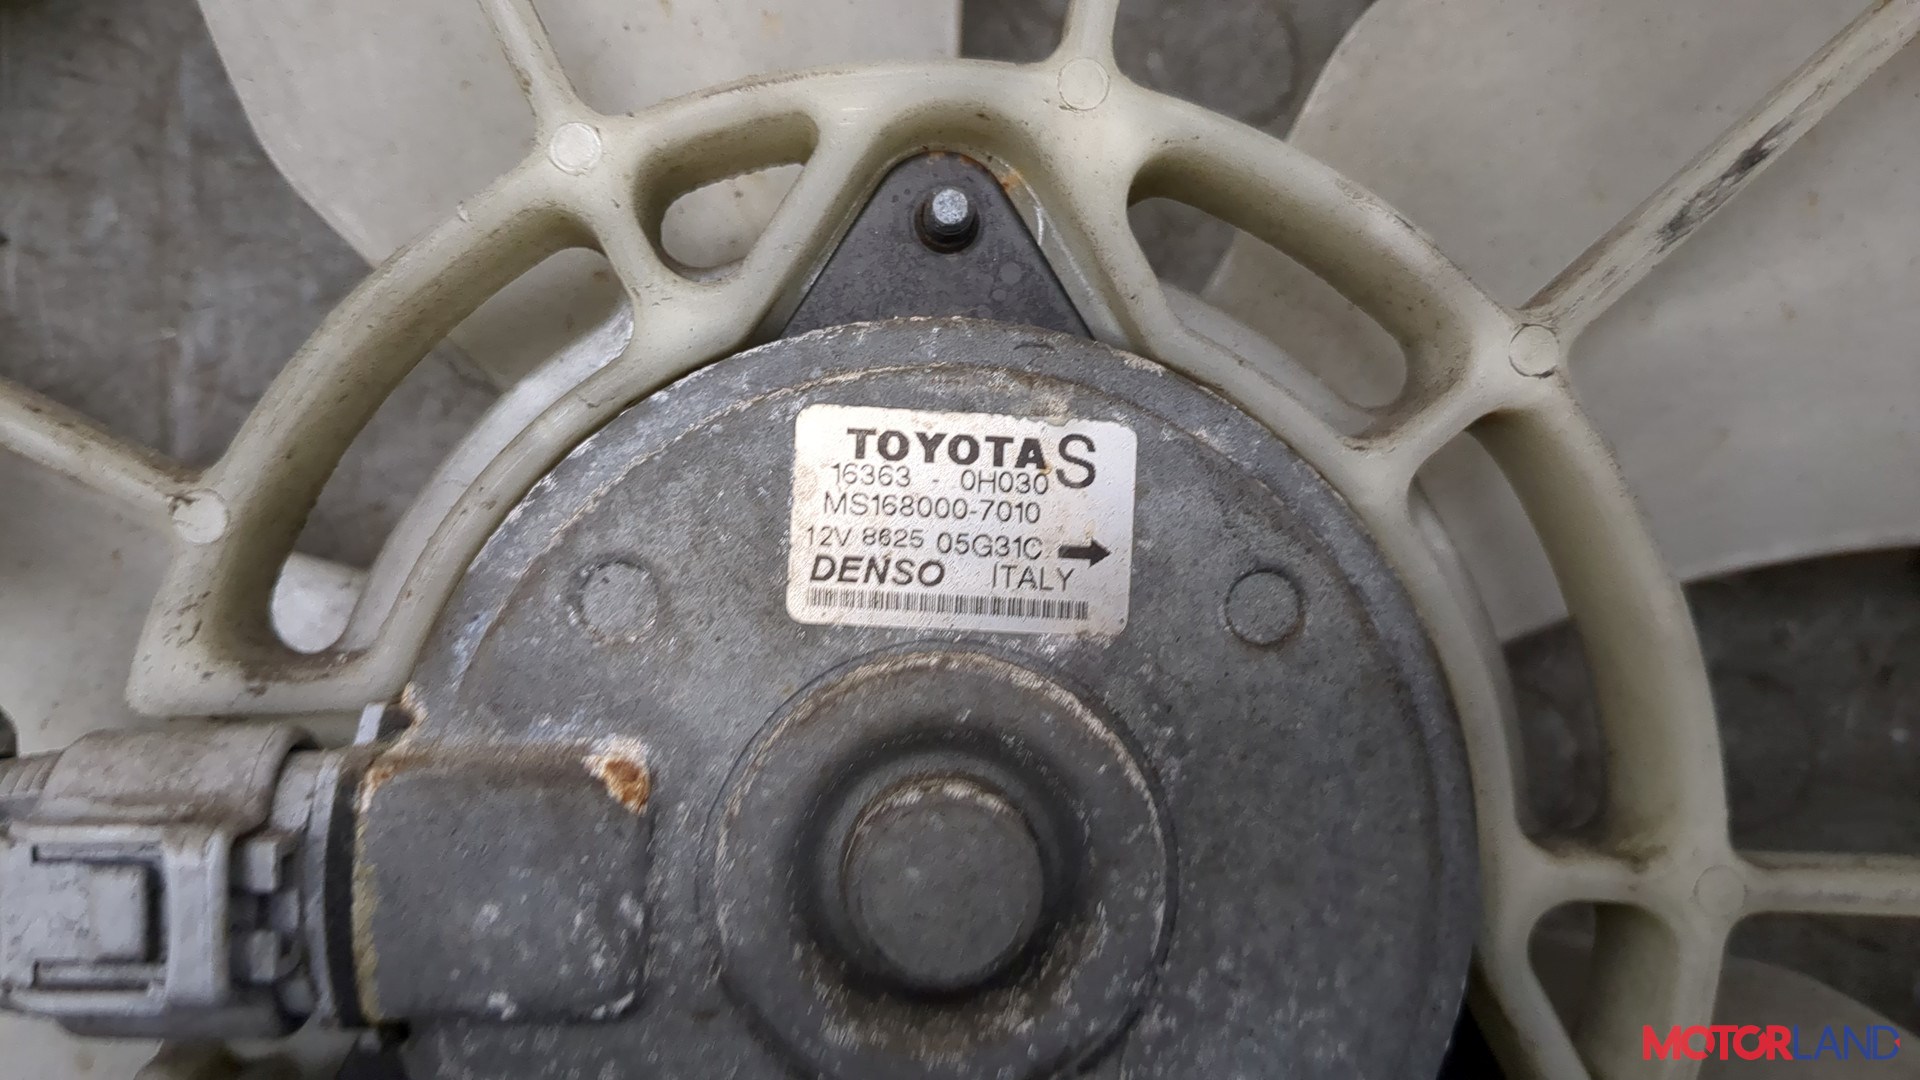 TOYOTA S
16363 - 0H030
MS168000-7010
12V 8625 05G31C
DENSO ITALY
MOTORLAND